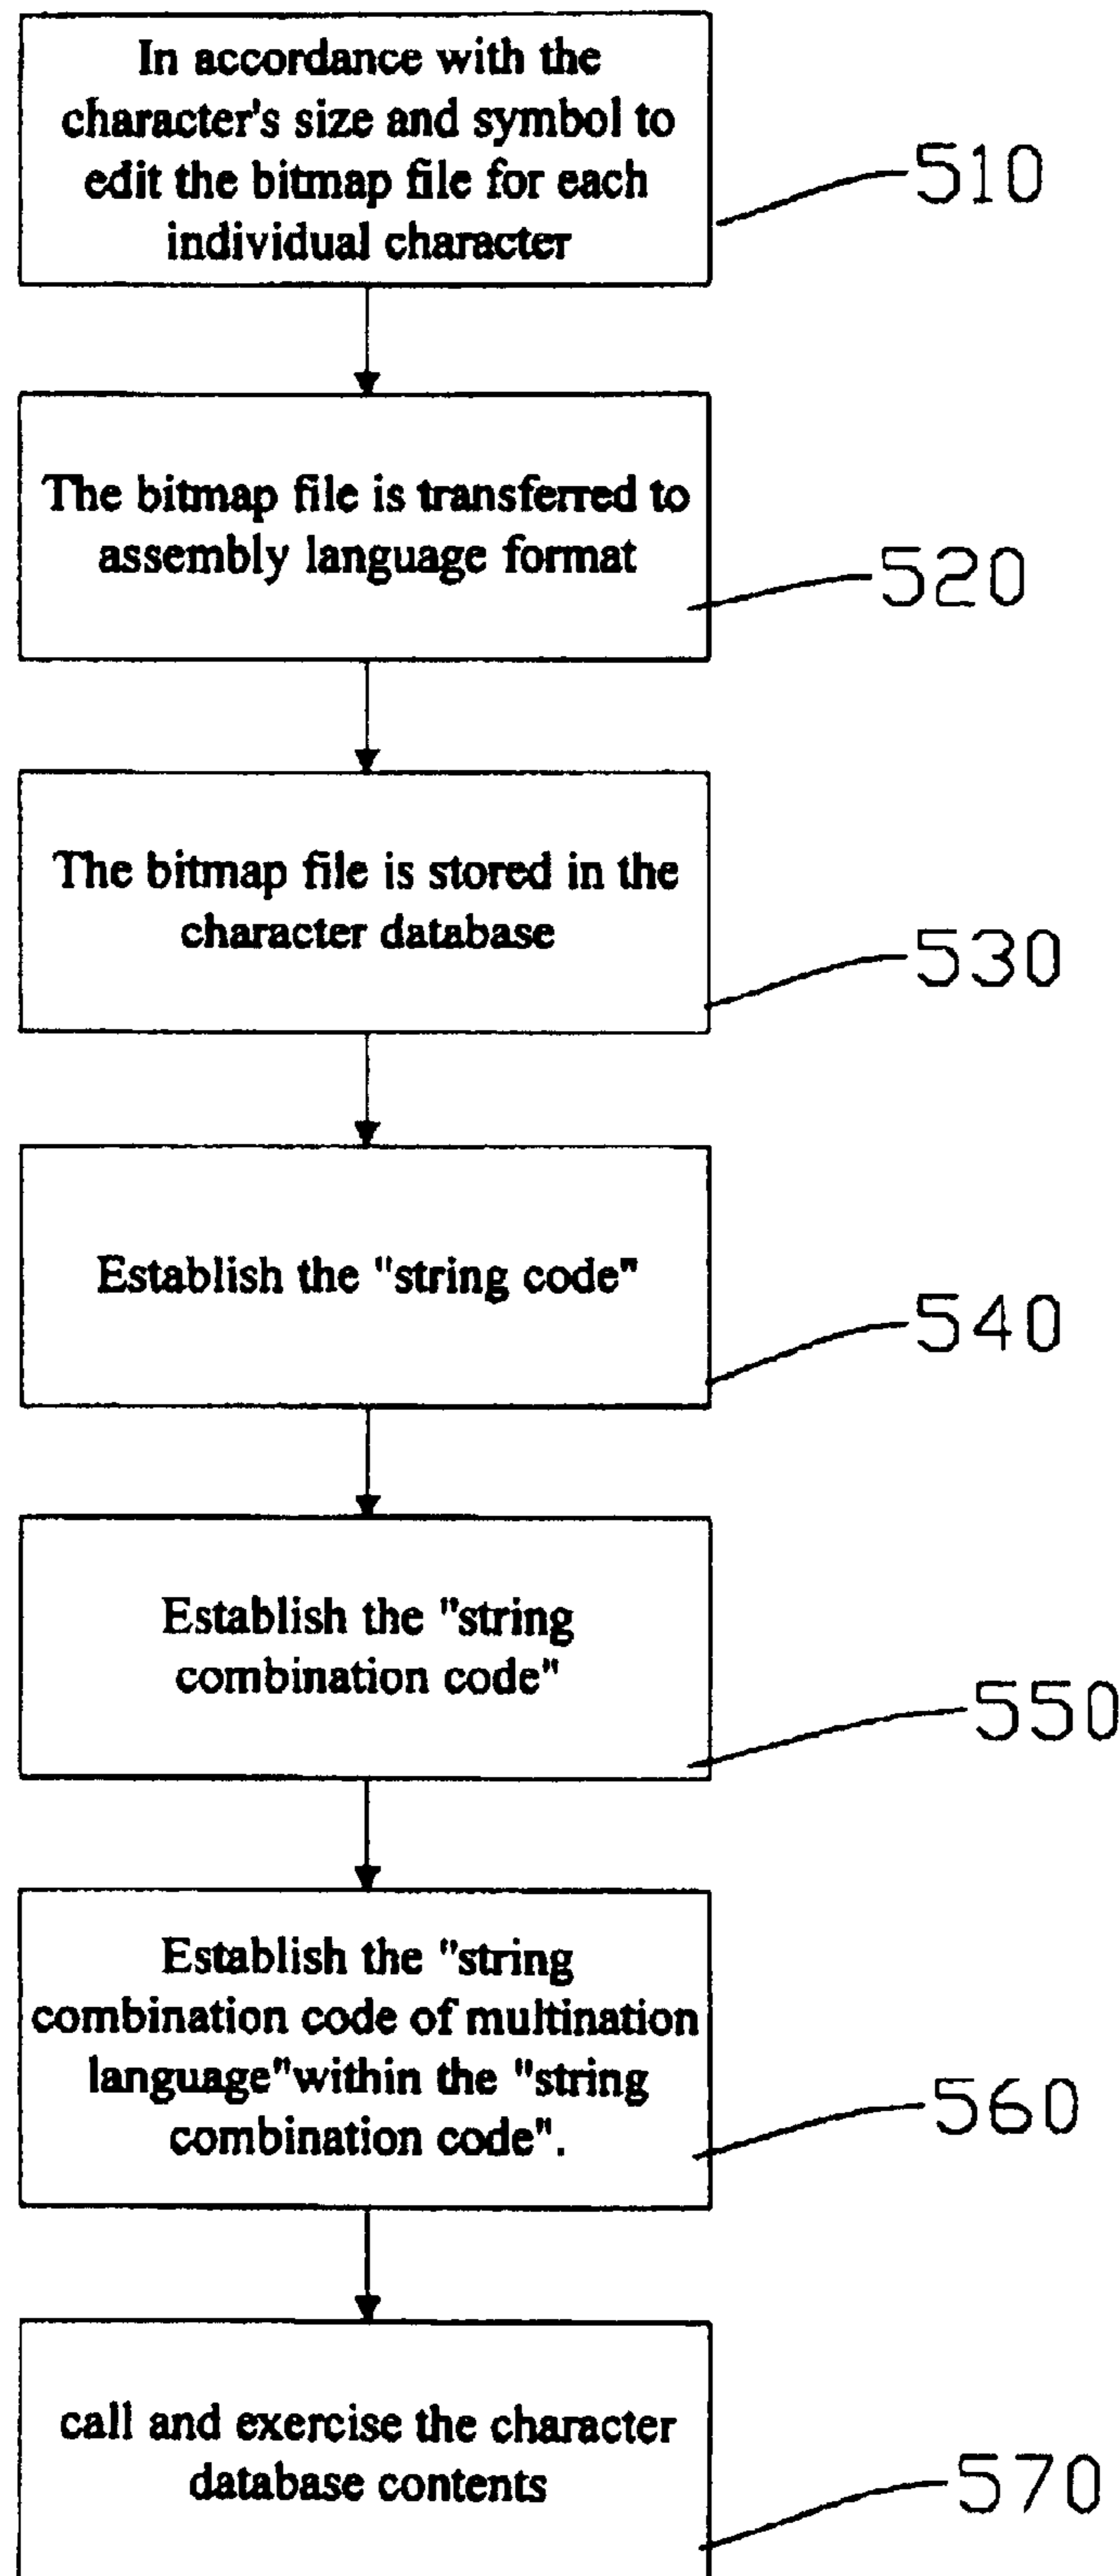 In accordance with the
character's size and symbol to
edit the bitmap file for each
individual character
510
The bitmap file is transferred to
assembly language format
520
The bitmap file is stored in the
character database
530
Establish the "string code"
540
Establish the "string
combination code"
550
Establish the "string
combination code of multination
language"within the "string
combination code".
560
call and exercise the character
database contents
570